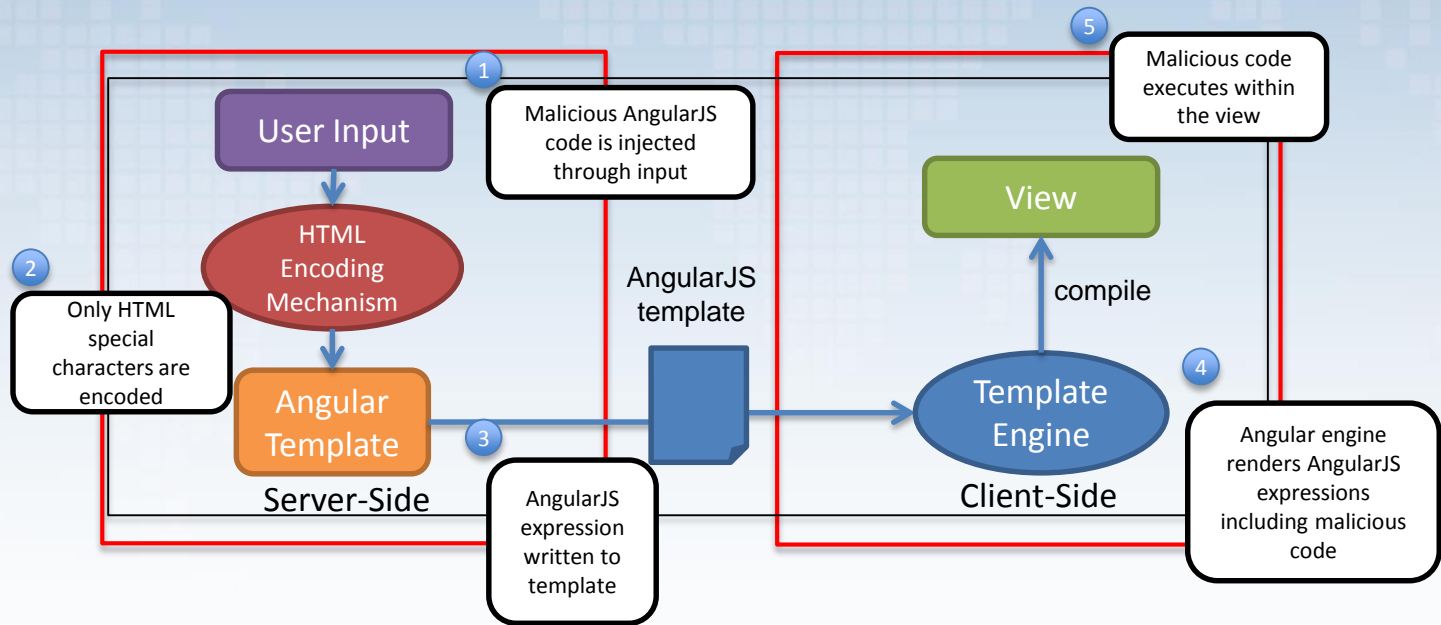 1
Malicious AngularJS
code is injected
through input
User Input
HTML
Encoding
Mechanism
2
Only HTML
special
characters are
encoded
Angular
Template
Server-Side
3
AngularJS
expression
written to
template
AngularJS
template
Template
Engine
Client-Side
4
Angular engine
renders AngularJS
expressions
including malicious
code
compile
View
5
Malicious code
executes within
the view